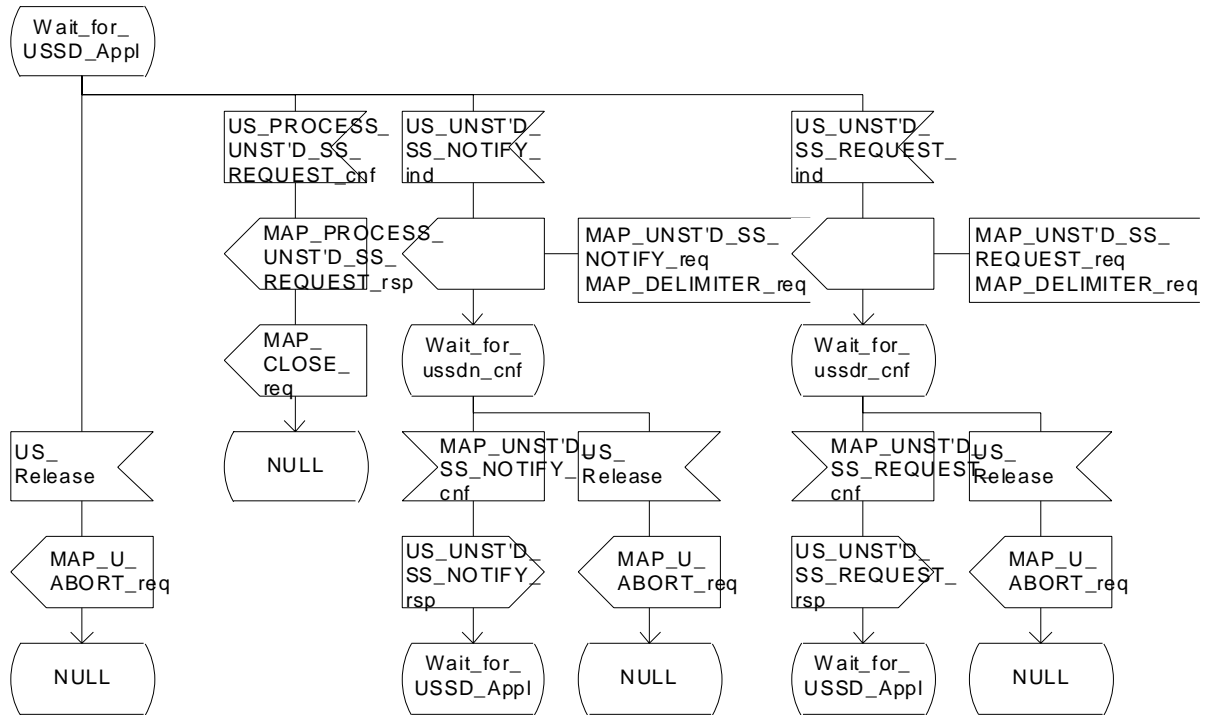 Wait_for_
USSD_Appl
US_PROCESS_
UNST'D_SS_
REQUEST_cnf
US_UNST'D_
SS_NOTIFY_
ind
US_UNST'D_
SS_REQUEST_
ind
MAP_PROCESS_
UNST'D_SS_
REQUEST_rsp
MAP_UNST'D_SS_
NOTIFY_req
MAP_DELIMITER_req
MAP_UNST'D_SS_
REQUEST_req
MAP_DELIMITER_req
MAP_
CLOSE_
req
Wait_for_
ussdn_cnf
Wait_for_
ussdr_cnf
US_
Release
NULL
MAP_UNST'D_
SS_NOTIFY_
cnf
US_
Release
MAP_UNST'D_
SS_REQUEST_
cnf
US_
Release
MAP_U_
ABORT_req
US_UNST'D_
SS_NOTIFY_
rsp
MAP_U_
ABORT_req
US_UNST'D_
SS_REQUEST_
rsp
MAP_U_
ABORT_req
NULL
Wait_for_
USSD_Appl
NULL
Wait_for_
USSD_Appl
NULL